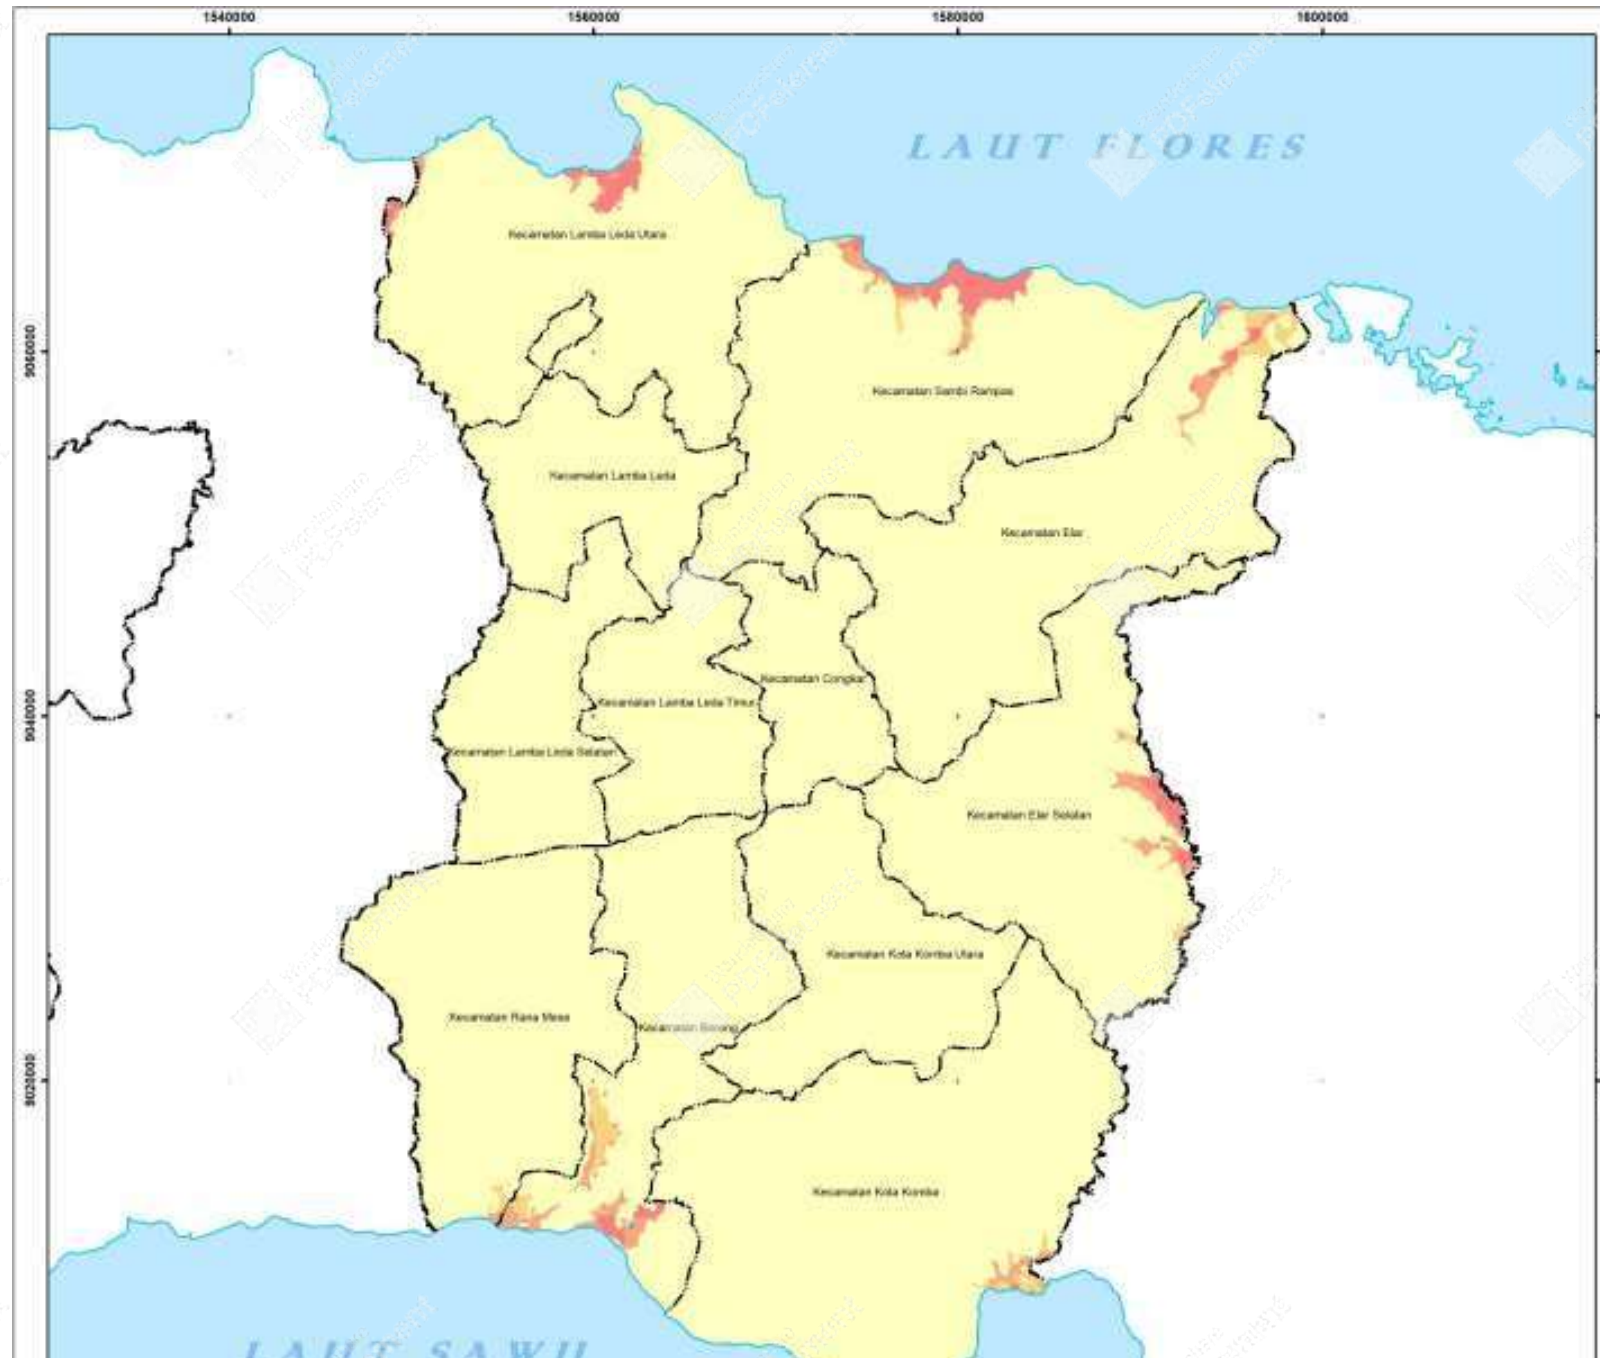 1540000 1560000 1580000 1600000
LAUT FLORES
Kecamatan Lamba Leda Utara
9060000
Kecamatan Sambi Rampas
Kecamatan Lamba Leda
Kecamatan Elar
Kecamatan Congkar
Kecamatan Lamba Leda Timur
9040000
Kecamatan Lamba Leda Selatan
Kecamatan Elar Selatan
Kecamatan Kota Komba Utara
Kecamatan Rana Mese
Kecamatan Borong
9020000
Kecamatan Kota Komba
LAUT SAWU